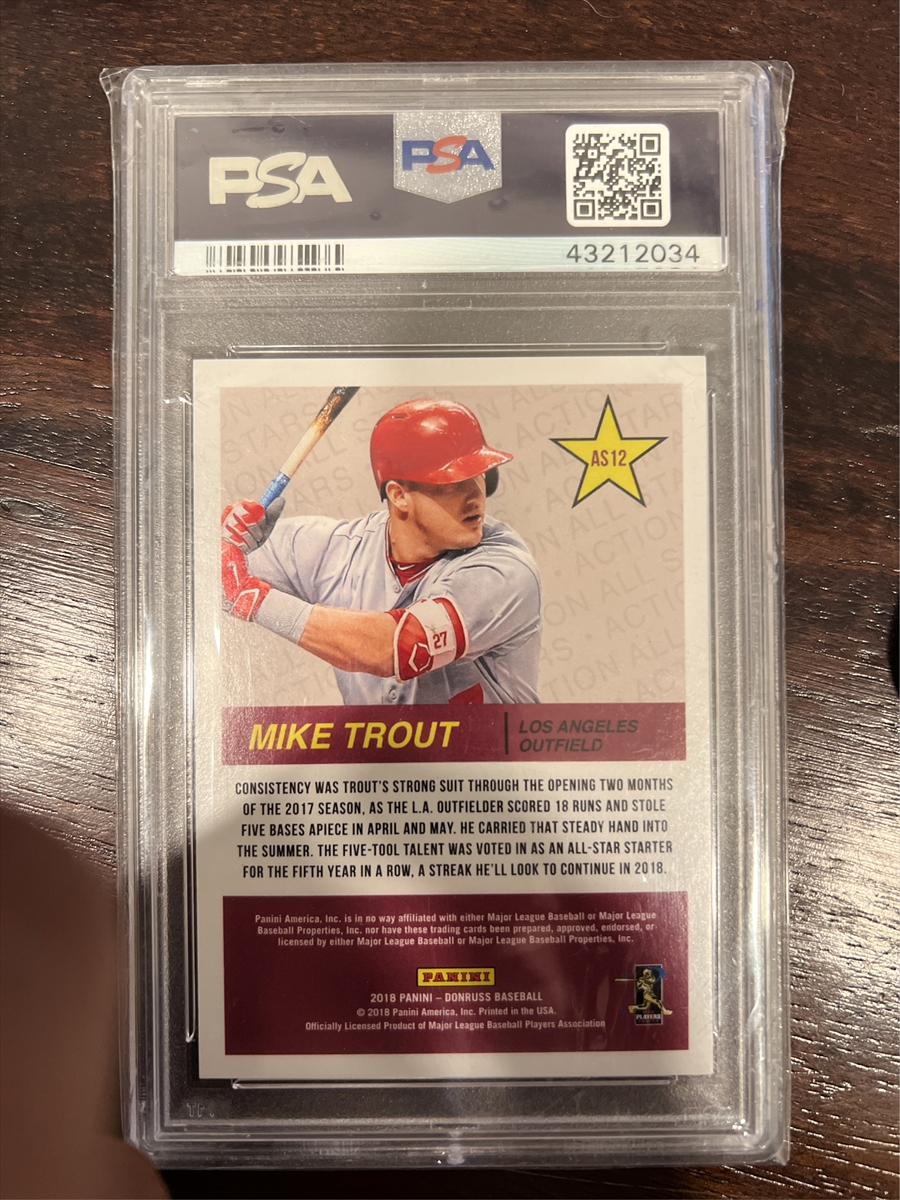 PSA
PSA
43212034
AS12
27
MIKE TROUT
LOS ANGELES
OUTFIELD
CONSISTENCY WAS TROUT'S STRONG SUIT THROUGH THE OPENING TWO MONTHS
OF THE 2017 SEASON, AS THE L.A. OUTFIELDER SCORED 18 RUNS AND STOLE
FIVE BASES APIECE IN APRIL AND MAY. HE CARRIED THAT STEADY HAND INTO
THE SUMMER. THE FIVE-TOOL TALENT WAS VOTED IN AS AN ALL-STAR STARTER
FOR THE FIFTH YEAR IN A ROW, A STREAK HE'LL LOOK TO CONTINUE IN 2018.
Panini America, Inc. is in no way affiliated with either Major League Baseball or Major League
Baseball Properties, Inc. nor have these trading cards been prepared, approved, endorsed, or
licensed by either Major League Baseball or Major League Baseball Properties, Inc.
PANINI
2018 PANINI – DONRUSS BASEBALL
© 2018 Panini America, Inc. Printed in the USA.
Officially Licensed Product of Major League Baseball Players Association
PLAYERS